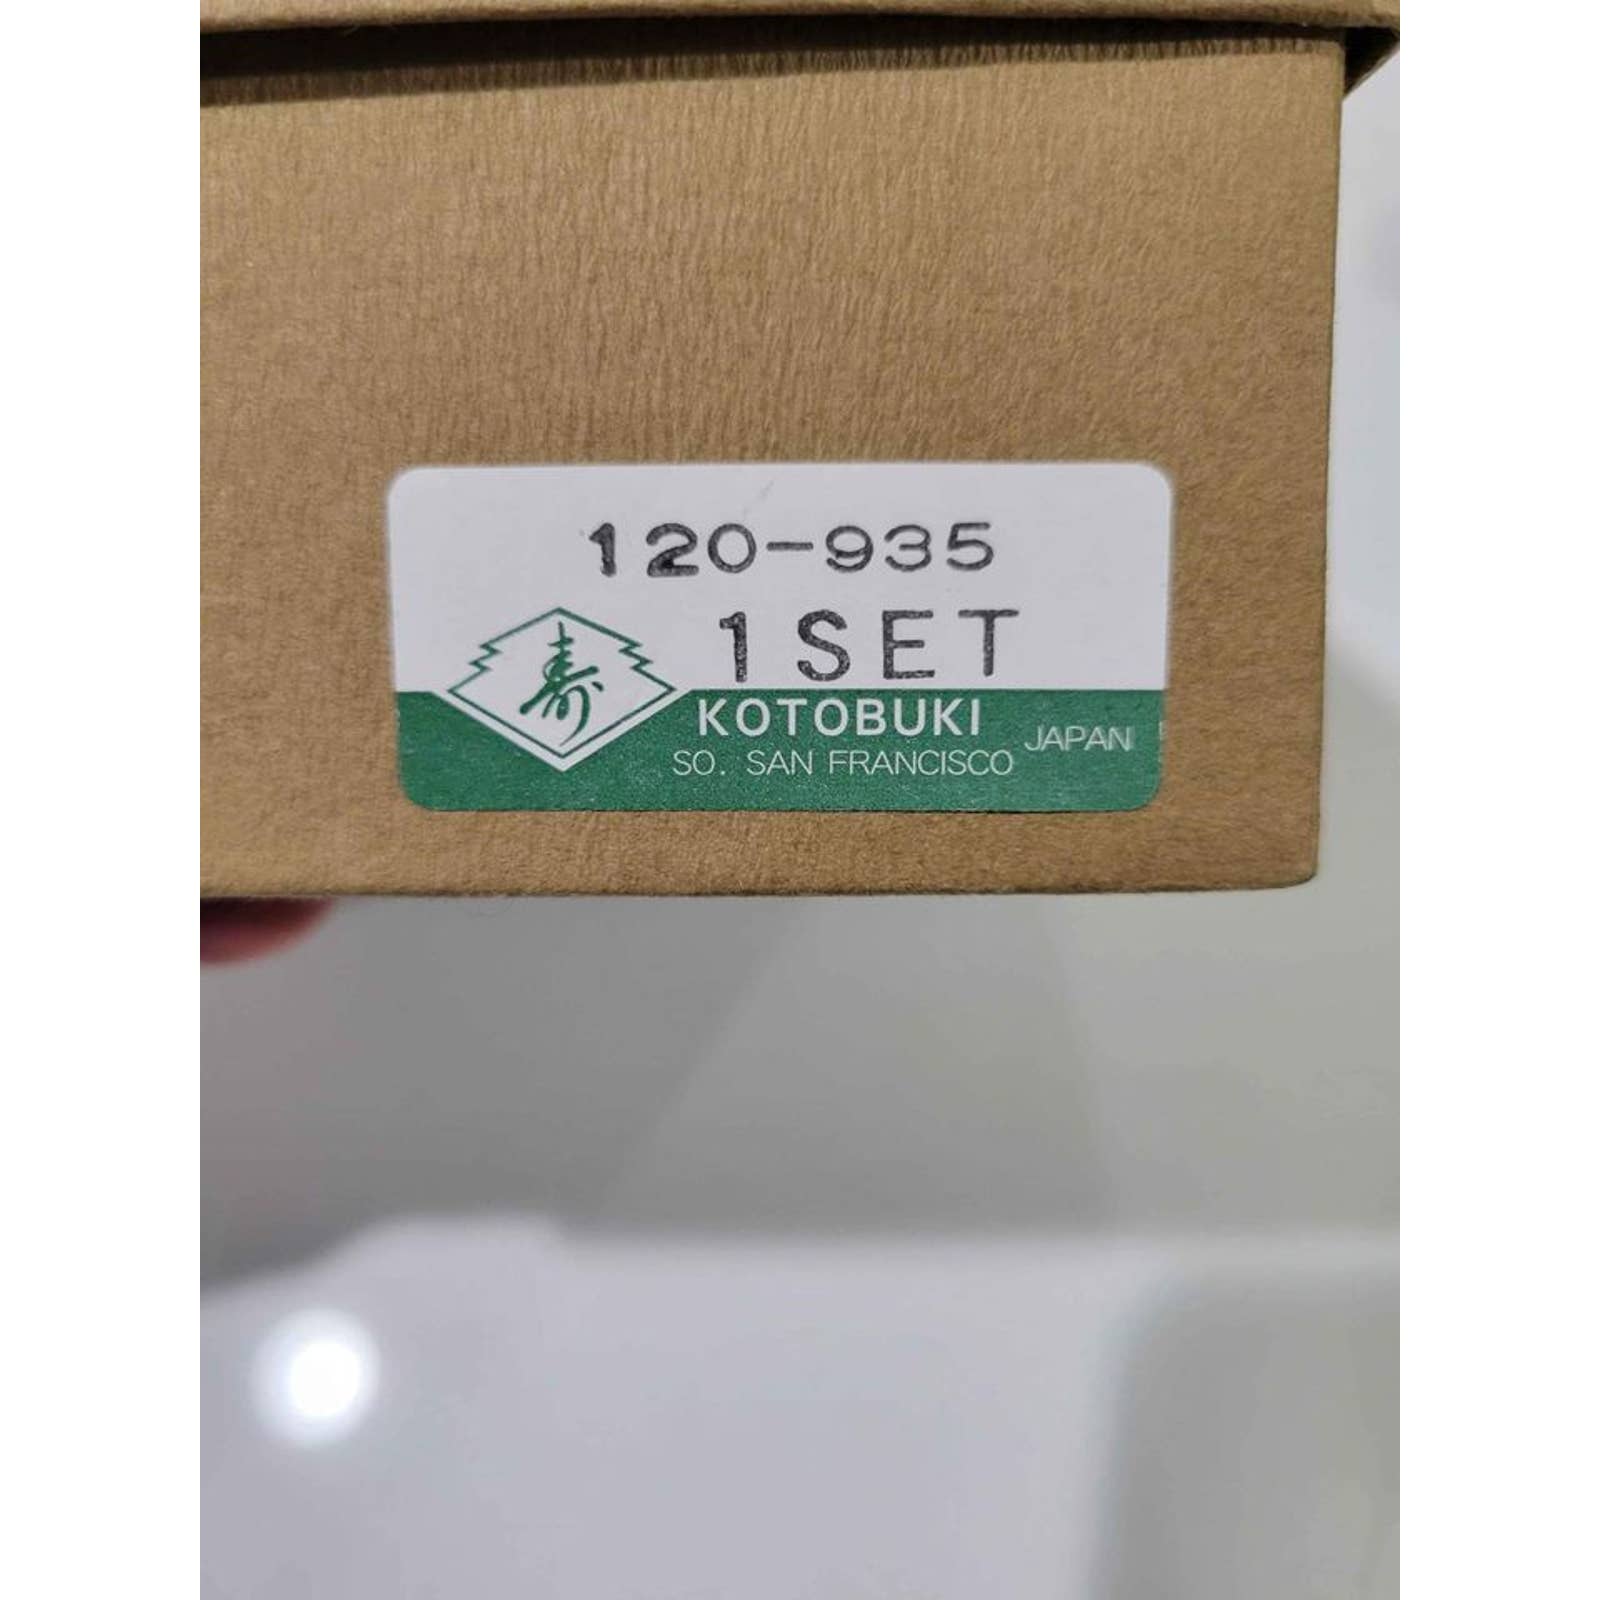 120-935
1SET
寿
KOTOBUKI
SO. SAN FRANCISCO
JAPAN